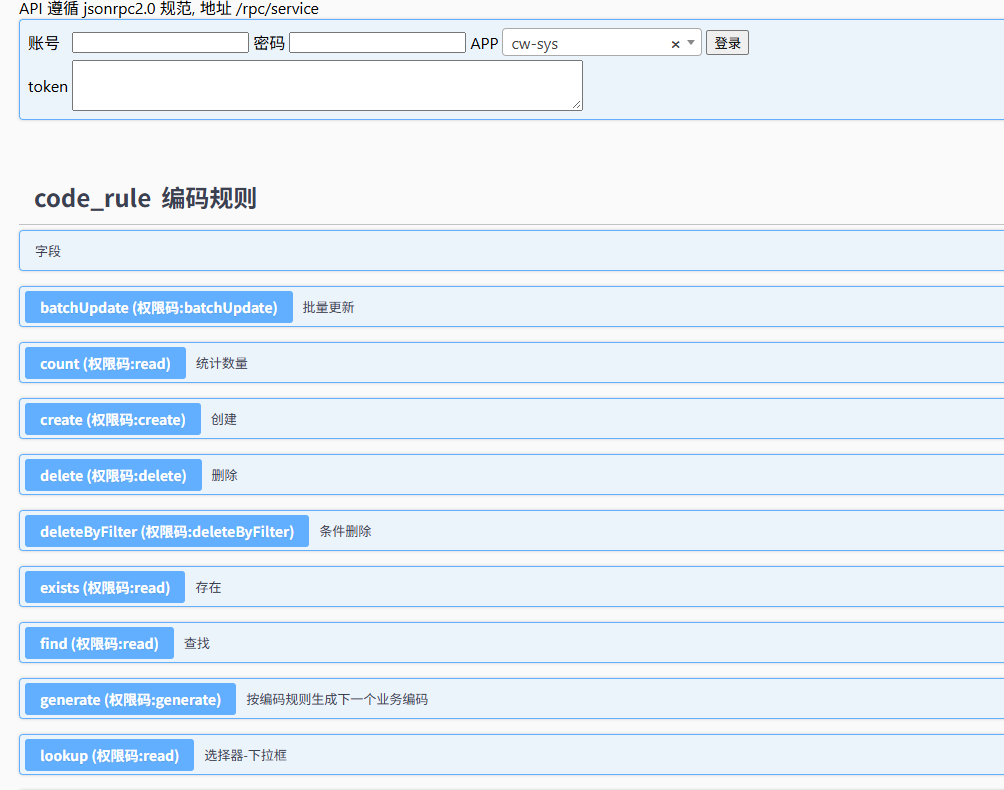 API 遵循 jsonrpc2.0 规范, 地址 /rpc/service
账号 密码 APP cw-sys × 登录
token
code_rule 编码规则
字段
batchUpdate (权限码:batchUpdate) 批量更新
count (权限码:read) 统计数量
create (权限码:create) 创建
delete (权限码:delete) 删除
deleteByFilter (权限码:deleteByFilter) 条件删除
exists (权限码:read) 存在
find (权限码:read) 查找
generate (权限码:generate) 按编码规则生成下一个业务编码
lookup (权限码:read) 选择器-下拉框